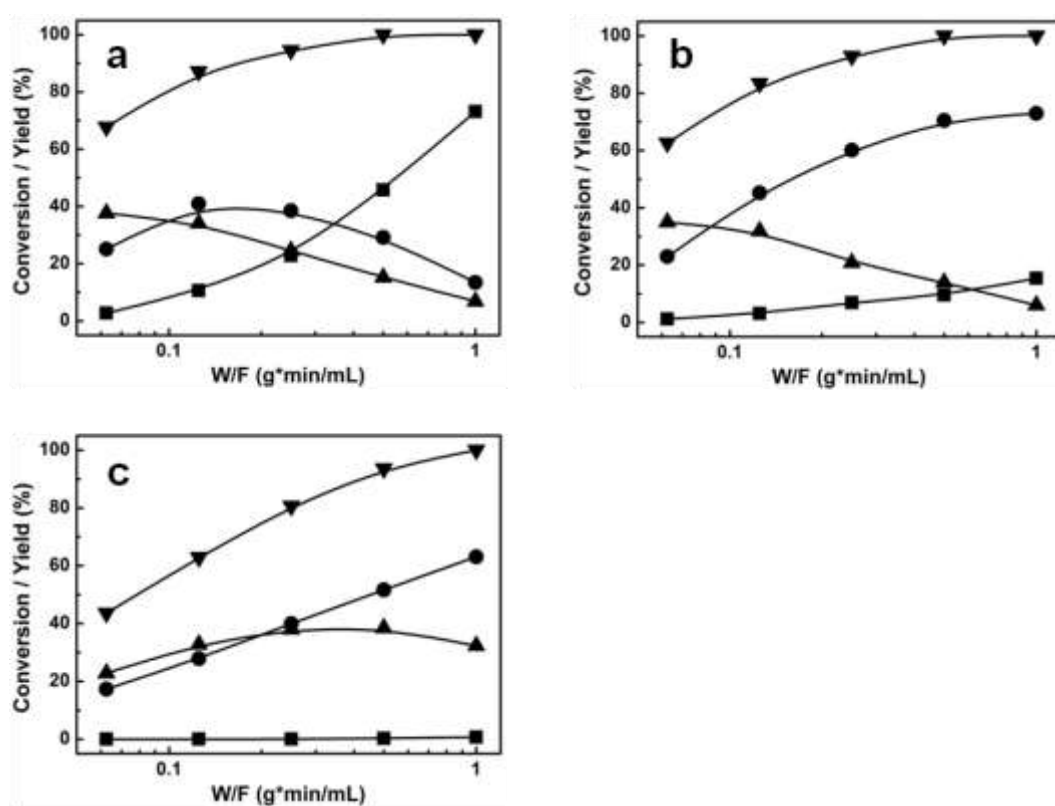 a
Conversion / Yield (%)
100
80
60
40
20
0
0.1
1
W/F (g*min/mL)
b
Conversion / Yield (%)
100
80
60
40
20
0
0.1
1
W/F (g*min/mL)
c
Conversion / Yield (%)
100
80
60
40
20
0
0.1
1
W/F (g*min/mL)